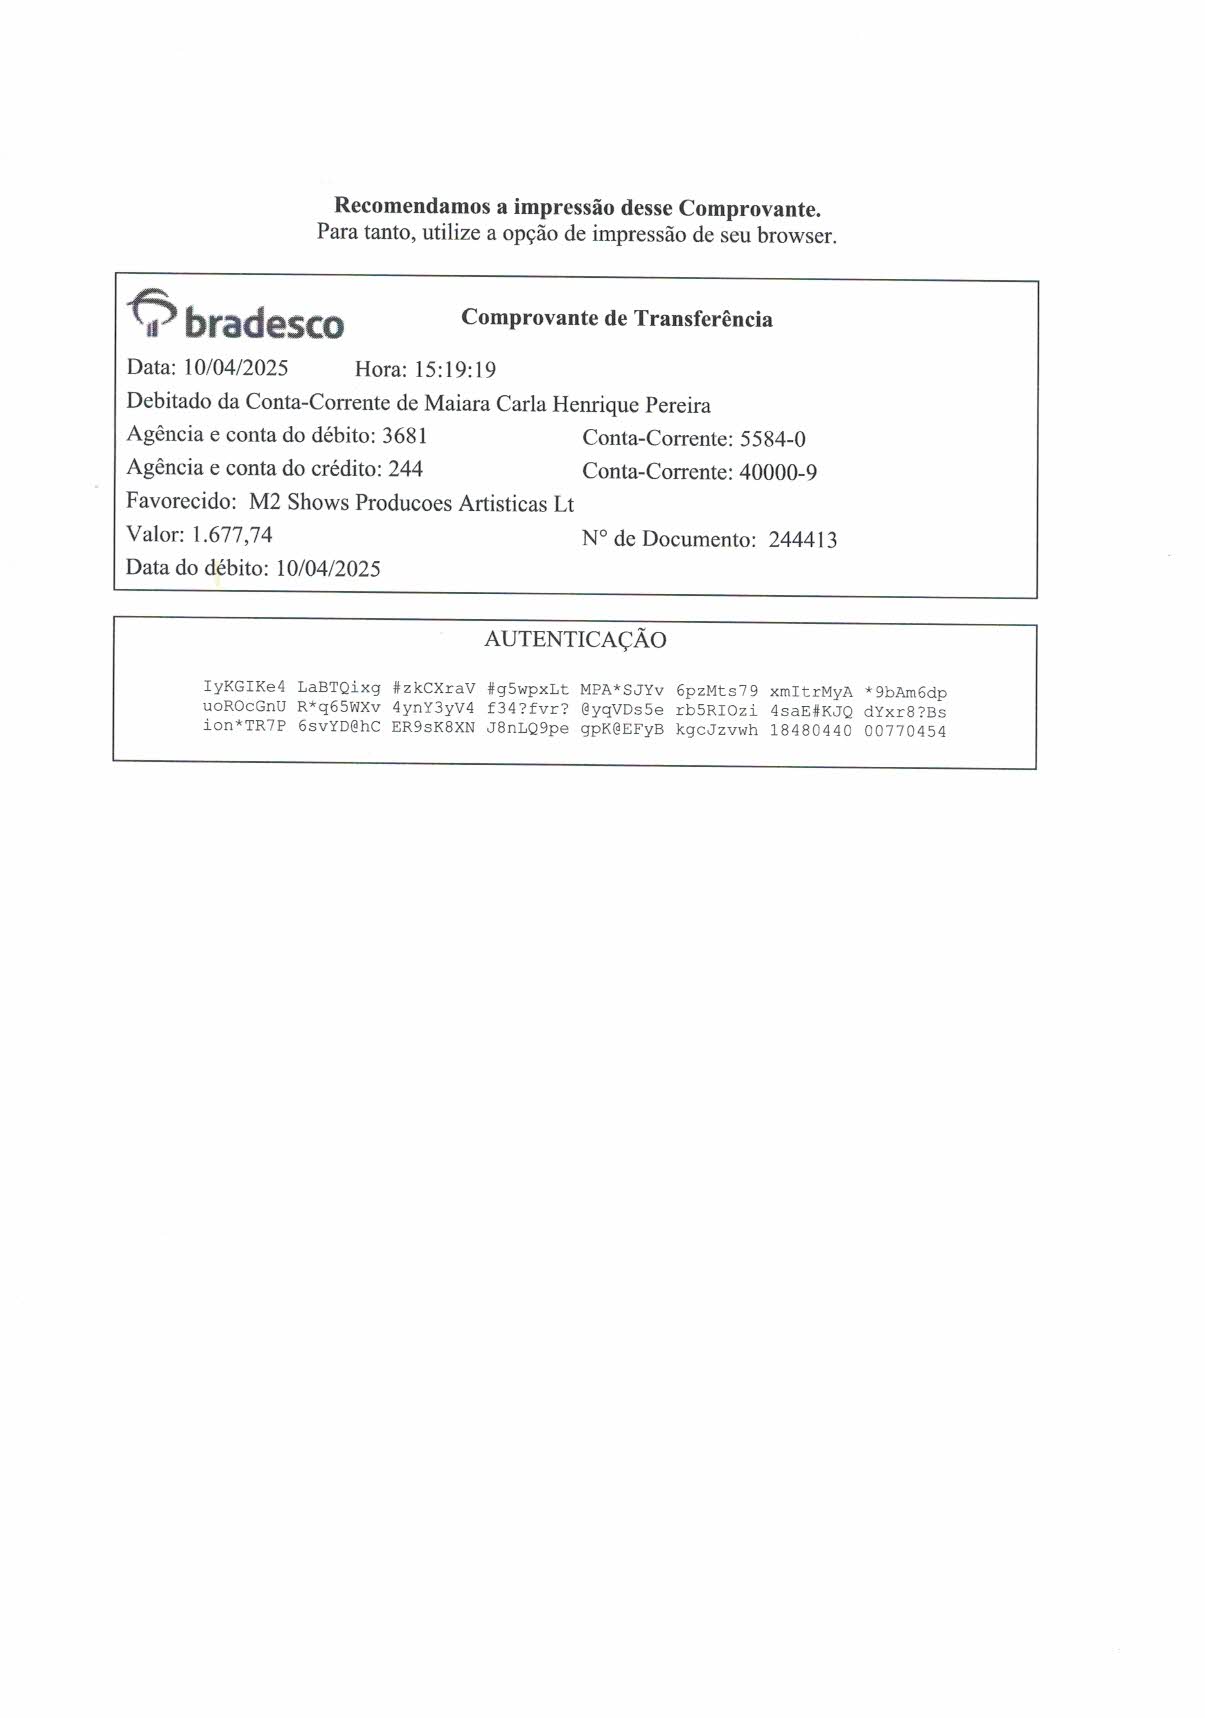 Recomendamos a impressão desse Comprovante.
Para tanto, utilize a opção de impressão de seu browser.
bradesco Comprovante de Transferência
Data: 10/04/2025 Hora: 15:19:19
Debitado da Conta-Corrente de Maiara Carla Henrique Pereira
Agência e conta do débito: 3681 Conta-Corrente: 5584-0
Agência e conta do crédito: 244 Conta-Corrente: 40000-9
Favorecido: M2 Shows Producoes Artisticas Lt
Valor: 1.677,74 N° de Documento: 244413
Data do débito: 10/04/2025
AUTENTICAÇÃO
IyKGIKe4 LaBTQixg #zkCXraV #g5wpxLt MPA*SJYv 6pzMts79 xmItrMyA *9bAm6dp
uoROcGnU R*q65WXv 4ynY3yV4 f34?fvr? @yqVDs5e rb5RIOzi 4saE#KJQ dYxr8?Bs
ion*TR7P 6svYD@hC ER9sK8XN J8nLQ9pe gpK@EFyB kgcJzvwh 18480440 00770454